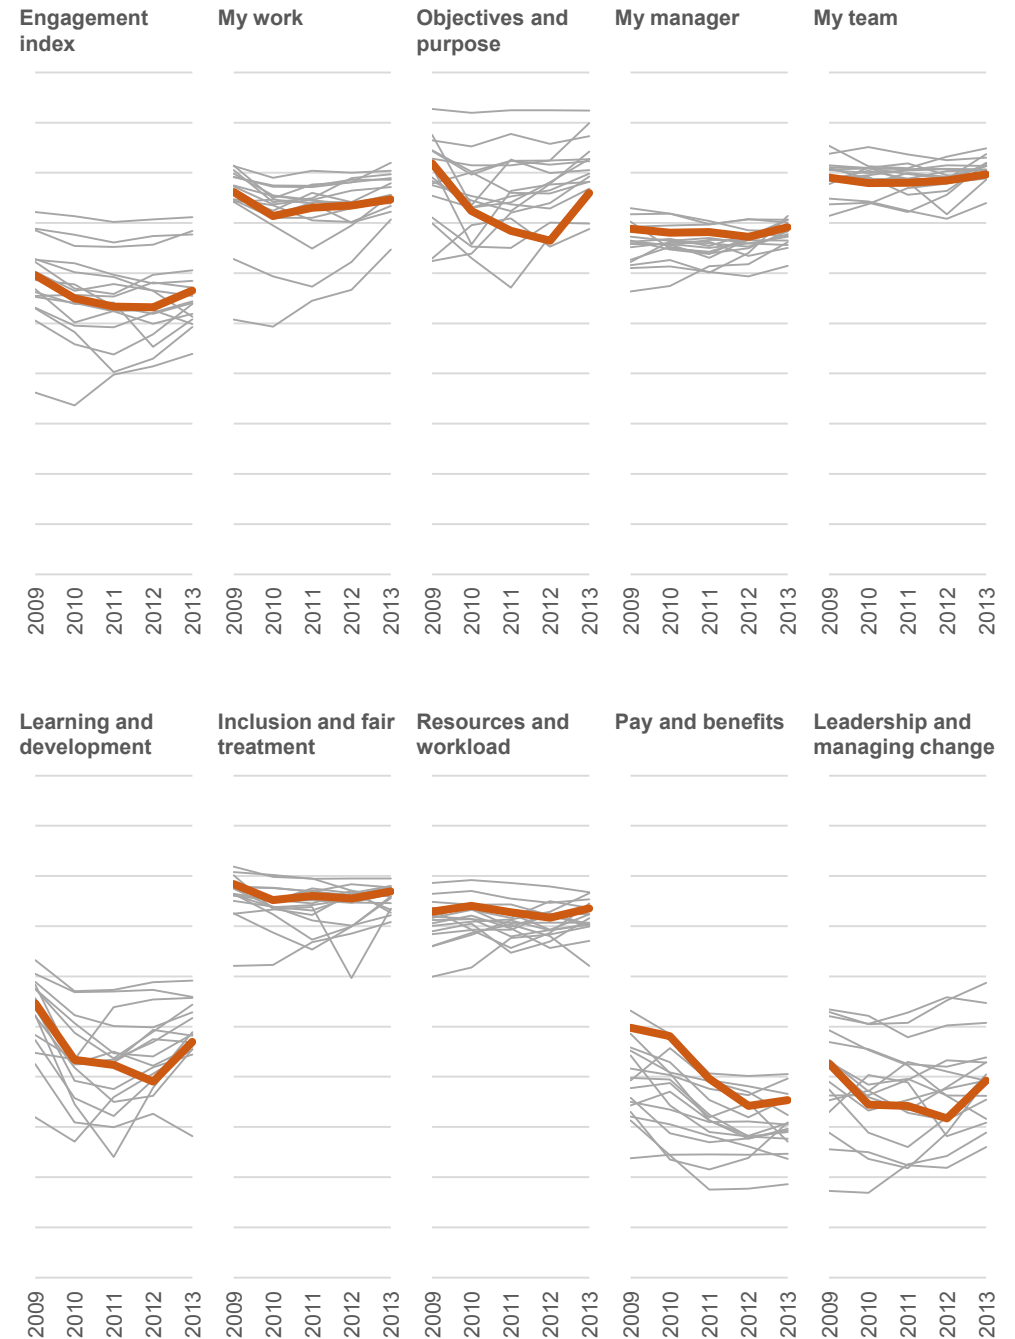 Engagement
index
My work
Objectives and
purpose
My manager
My team
2009 2010 2011 2012 2013
2009 2010 2011 2012 2013
2009 2010 2011 2012 2013
2009 2010 2011 2012 2013
2009 2010 2011 2012 2013
Learning and
development
Inclusion and fair
treatment
Resources and
workload
Pay and benefits
Leadership and
managing change
2009 2010 2011 2012 2013
2009 2010 2011 2012 2013
2009 2010 2011 2012 2013
2009 2010 2011 2012 2013
2009 2010 2011 2012 2013